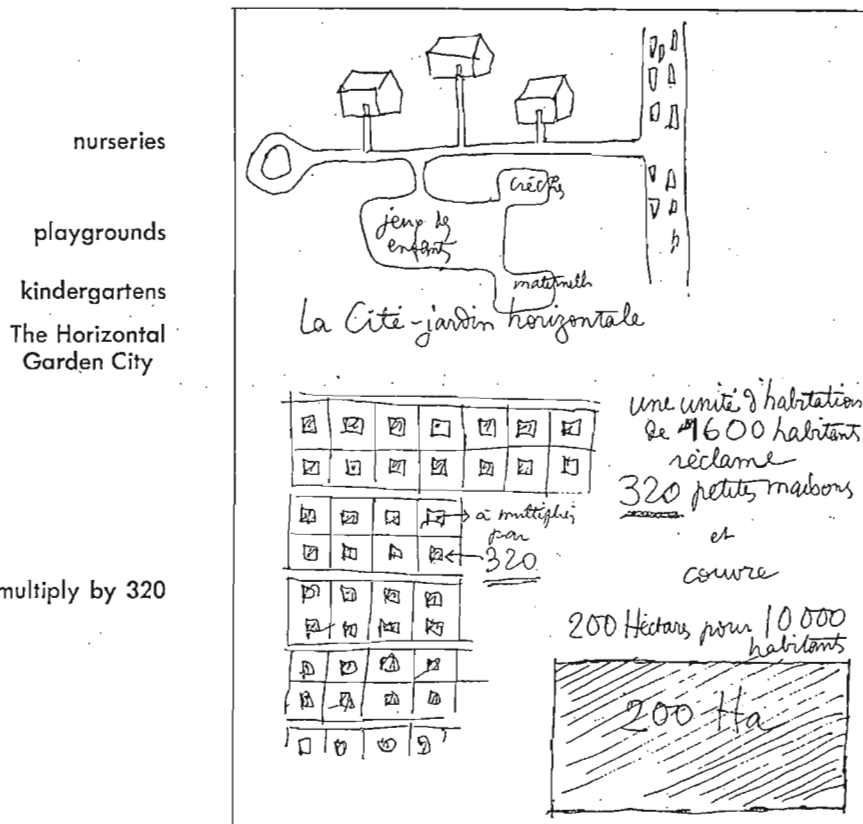 nurseries
playgrounds
kindergartens
The Horizontal
Garden City
multiply by 320
crèches
jeux des
enfants
maternelle
La Cité-jardin horizontale
une unité d'habitation
de 1600 habitants
réclame
320 petites maisons
et
couvre
à multiplier
par
320
200 Héctares pour 10 000
habitants
200 Ha